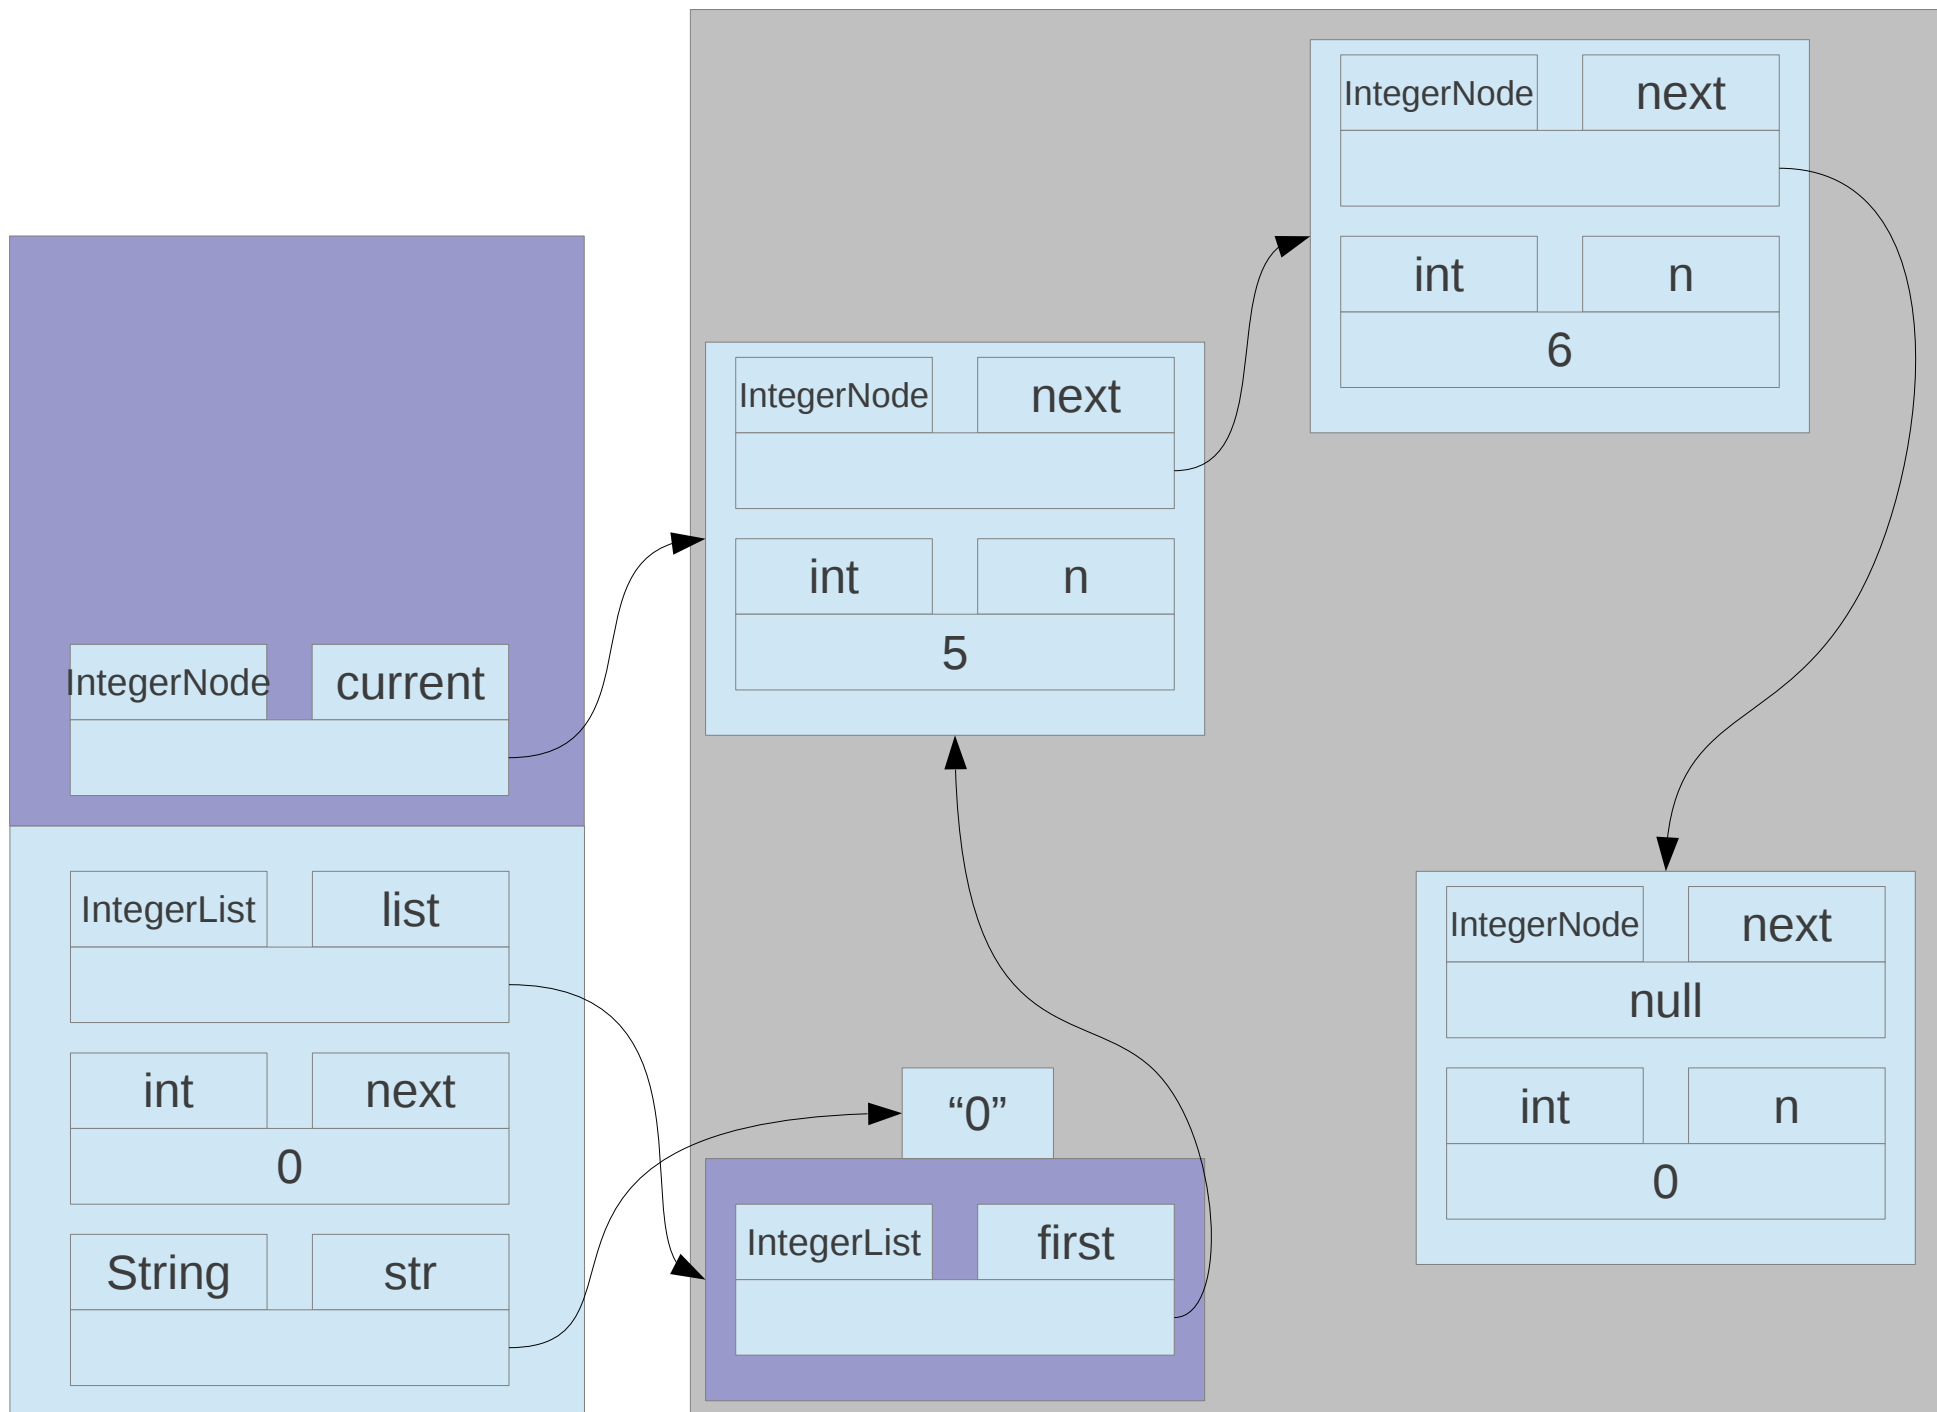 IntegerNode next
int n
6
IntegerNode next
int n
5
IntegerNode current
IntegerList list
int next
0
String str
“0”
IntegerList first
IntegerNode next
null
int n
0